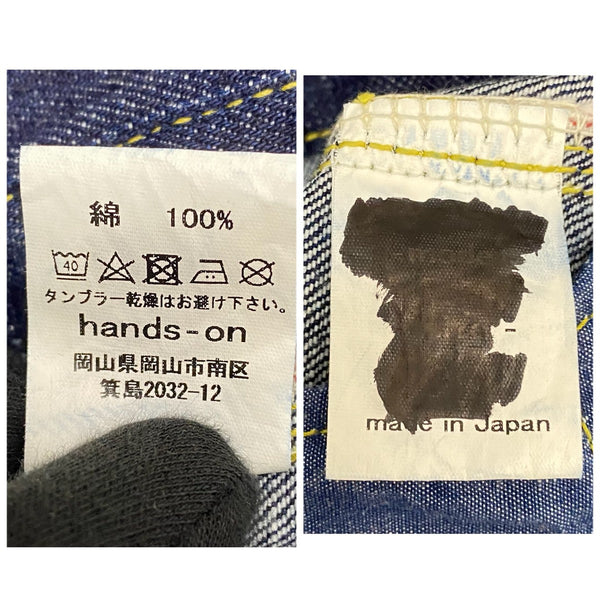 綿 100%
40
タンブラー乾燥はお避け下さい。
hands-on
岡山県岡山市南区
箕島2032-12
made in Japan